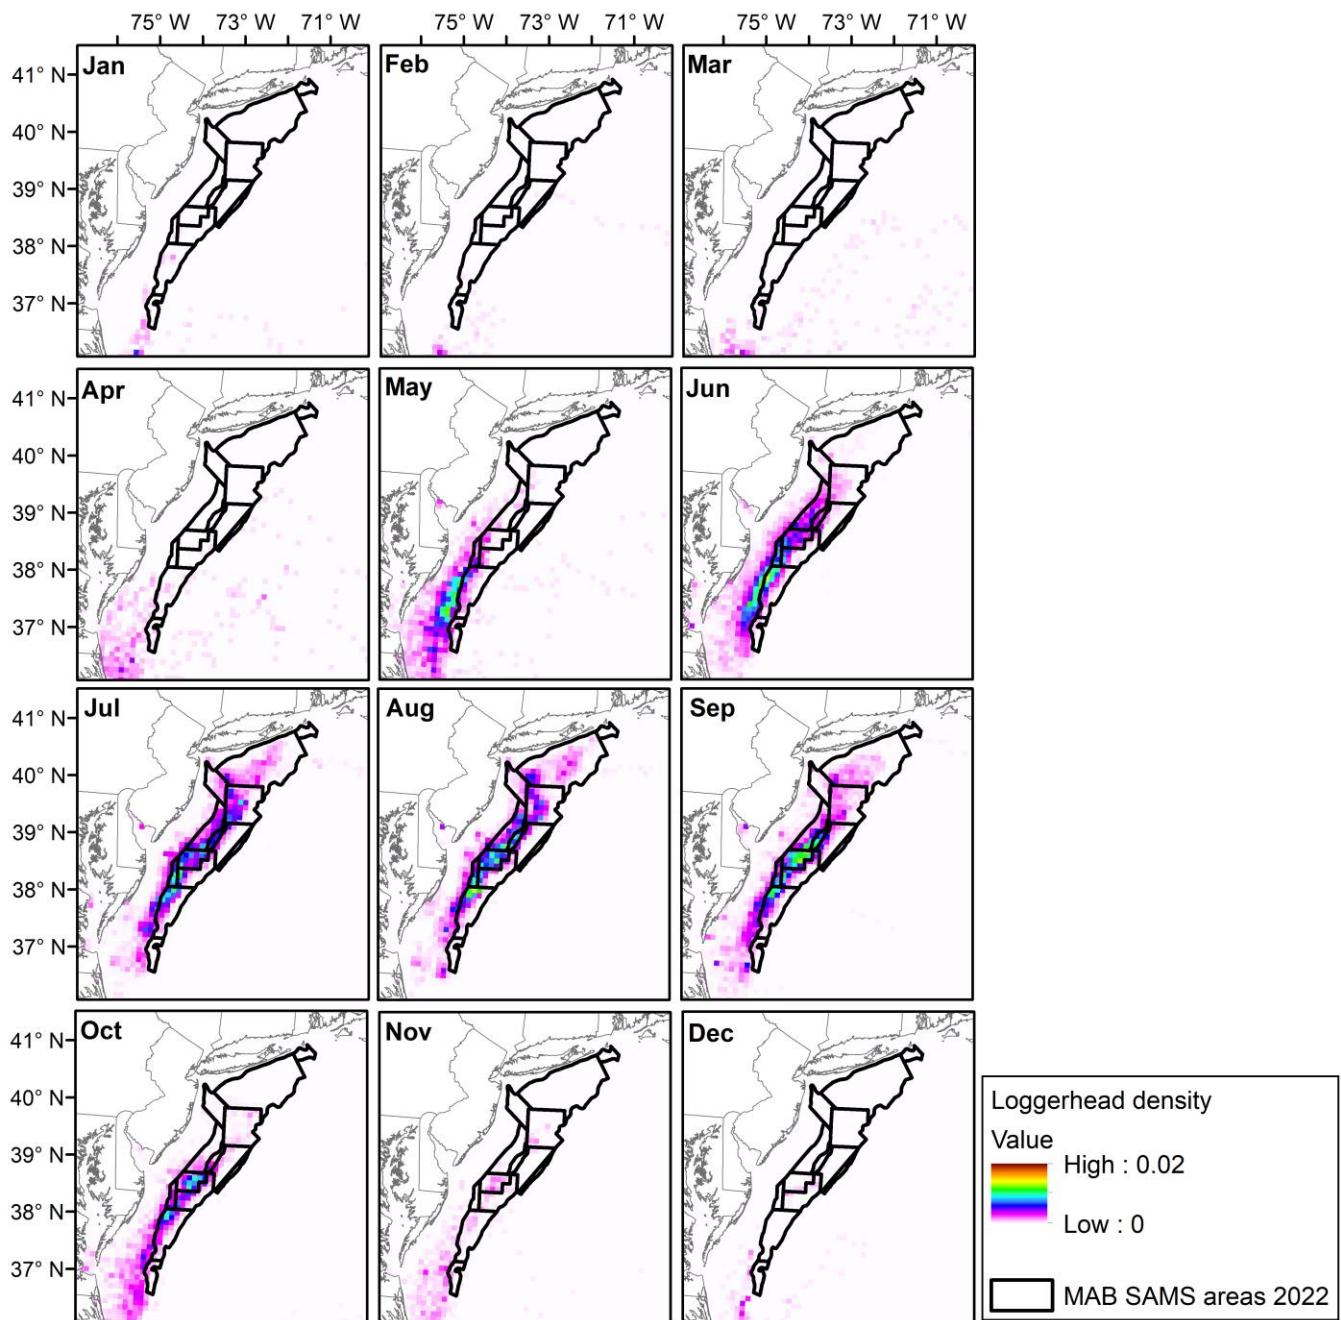 75° W 73° W 71° W 75° W 73° W 71° W 75° W 73° W 71° W
Jan Feb Mar
41° N
40° N
39° N
38° N
37° N
Apr May Jun
41° N
40° N
39° N
38° N
37° N
Jul Aug Sep
41° N
40° N
39° N
38° N
37° N
Oct Nov Dec
41° N
40° N
39° N
38° N
37° N
Loggerhead density
Value
High : 0.02
Low : 0
MAB SAMS areas 2022